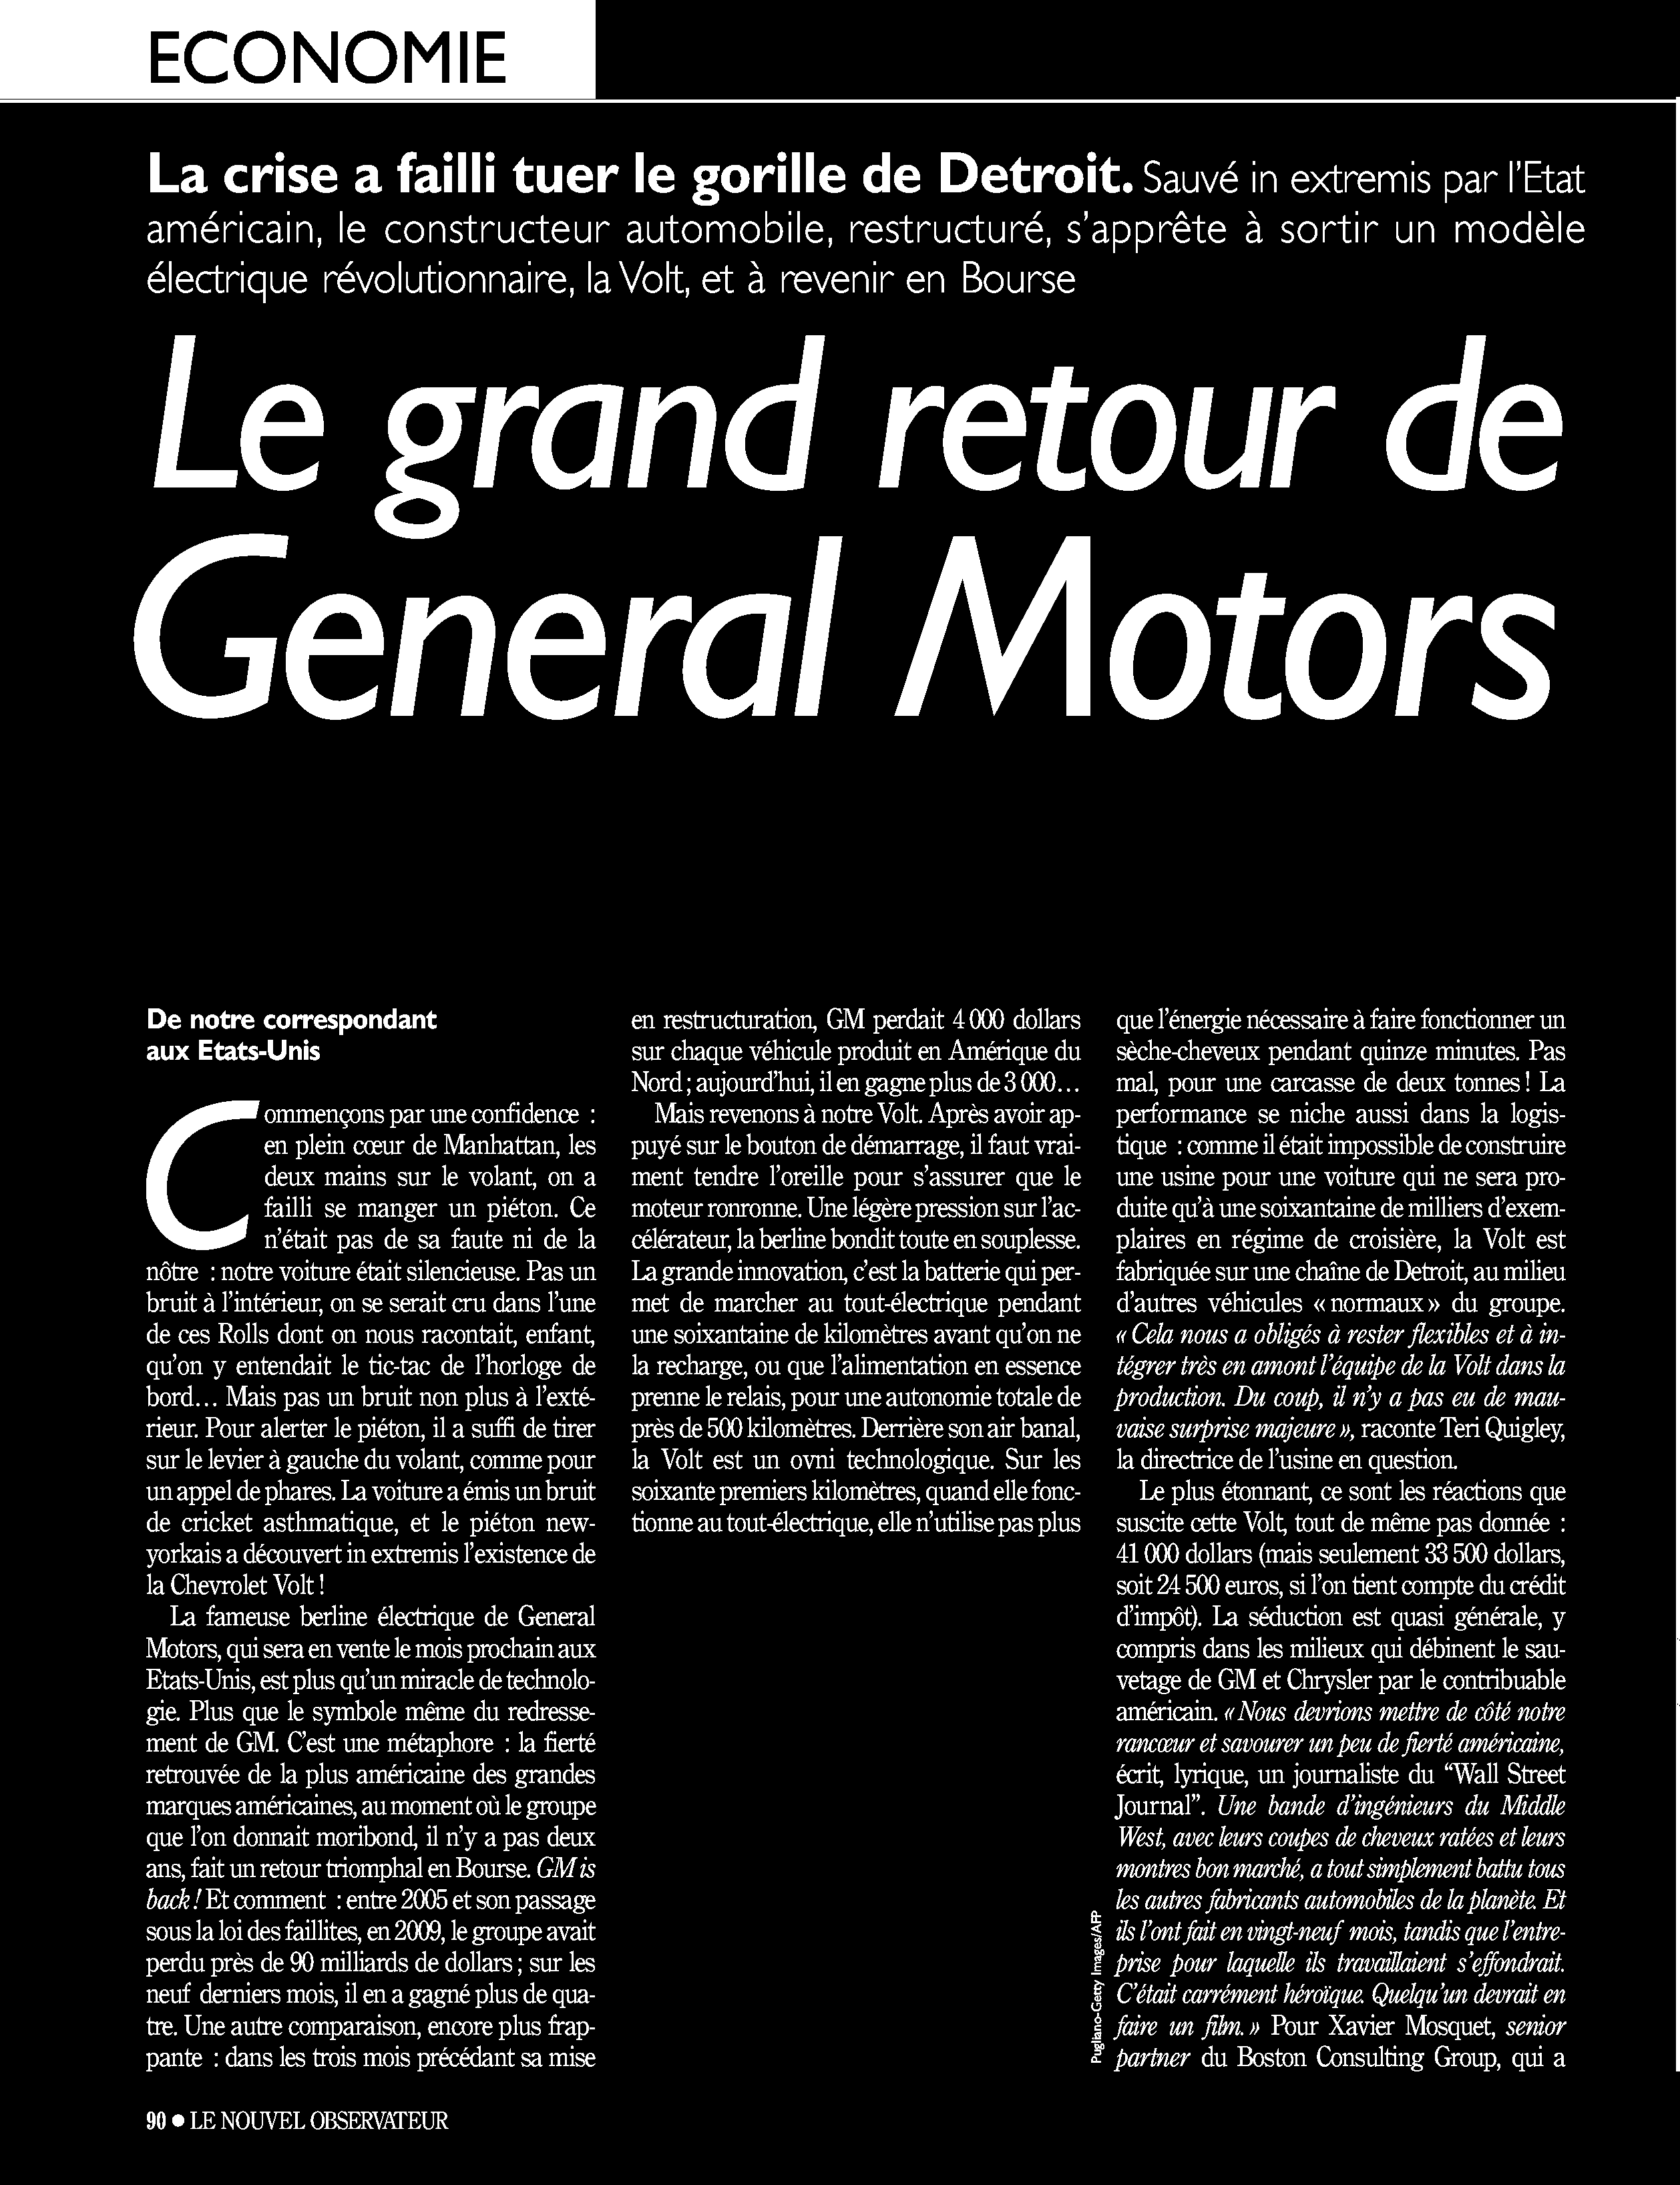 ECONOMIE
La crise a failli tuer le gorille de Detroit. Sauvé in extremis par l'Etat
américain, le constructeur automobile, restructuré, s'apprête à sortir un modèle
électrique révolutionnaire, la Volt, et à revenir en Bourse
Le grand retour de
General Motors
De notre correspondant
aux Etats-Unis
Commençons par une confidence :
en plein cœur de Manhattan, les
deux mains sur le volant, on a
failli se manger un piéton. Ce
n'était pas de sa faute ni de la
nôtre : notre voiture était silencieuse. Pas un
bruit à l'intérieur, on se serait cru dans l'une
de ces Rolls dont on nous racontait, enfant,
qu'on y entendait le tic-tac de l'horloge de
bord… Mais pas un bruit non plus à l'exté-
rieur. Pour alerter le piéton, il a suffi de tirer
sur le levier à gauche du volant, comme pour
un appel de phares. La voiture a émis un bruit
de cricket asthmatique, et le piéton new-
yorkais a découvert in extremis l'existence de
la Chevrolet Volt !
La fameuse berline électrique de General
Motors, qui sera en vente le mois prochain aux
Etats-Unis, est plus qu'un miracle de technolo-
gie. Plus que le symbole même du redresse-
ment de GM. C'est une métaphore : la fierté
retrouvée de la plus américaine des grandes
marques américaines, au moment où le groupe
que l'on donnait moribond, il n'y a pas deux
ans, fait un retour triomphal en Bourse. GM is
back ! Et comment : entre 2005 et son passage
sous la loi des faillites, en 2009, le groupe avait
perdu près de 90 milliards de dollars ; sur les
neuf derniers mois, il en a gagné plus de qua-
tre. Une autre comparaison, encore plus frap-
pante : dans les trois mois précédant sa mise
en restructuration, GM perdait 4 000 dollars
sur chaque véhicule produit en Amérique du
Nord ; aujourd'hui, il en gagne plus de 3 000…
Mais revenons à notre Volt. Après avoir ap-
puyé sur le bouton de démarrage, il faut vrai-
ment tendre l'oreille pour s'assurer que le
moteur ronronne. Une légère pression sur l'ac-
célérateur, la berline bondit toute en souplesse.
La grande innovation, c'est la batterie qui per-
met de marcher au tout-électrique pendant
une soixantaine de kilomètres avant qu'on ne
la recharge, ou que l'alimentation en essence
prenne le relais, pour une autonomie totale de
près de 500 kilomètres. Derrière son air banal,
la Volt est un ovni technologique. Sur les
soixante premiers kilomètres, quand elle fonc-
tionne au tout-électrique, elle n'utilise pas plus
que l'énergie nécessaire à faire fonctionner un
sèche-cheveux pendant quinze minutes. Pas
mal, pour une carcasse de deux tonnes ! La
performance se niche aussi dans la logis-
tique : comme il était impossible de construire
une usine pour une voiture qui ne sera pro-
duite qu'à une soixantaine de milliers d'exem-
plaires en régime de croisière, la Volt est
fabriquée sur une chaîne de Detroit, au milieu
d'autres véhicules « normaux » du groupe.
« Cela nous a obligés à rester flexibles et à in-
tégrer très en amont l'équipe de la Volt dans la
production. Du coup, il n'y a pas eu de mau-
vaise surprise majeure », raconte Teri Quigley,
la directrice de l'usine en question.
Le plus étonnant, ce sont les réactions que
suscite cette Volt, tout de même pas donnée :
41 000 dollars (mais seulement 33 500 dollars,
soit 24 500 euros, si l'on tient compte du crédit
d'impôt). La séduction est quasi générale, y
compris dans les milieux qui débinent le sau-
vetage de GM et Chrysler par le contribuable
américain. « Nous devrions mettre de côté notre
rancœur et savourer un peu de fierté américaine,
écrit, lyrique, un journaliste du “Wall Street
Journal”. Une bande d'ingénieurs du Middle
West, avec leurs coupes de cheveux ratées et leurs
montres bon marché, a tout simplement battu tous
les autres fabricants automobiles de la planète. Et
ils l'ont fait en vingt-neuf mois, tandis que l'entre-
prise pour laquelle ils travaillaient s'effondrait.
C'était carrément héroïque. Quelqu'un devrait en
faire un film. » Pour Xavier Mosquet, senior
partner du Boston Consulting Group, qui a
Pugliano-Getty Images/AFP
90 ● LE NOUVEL OBSERVATEUR